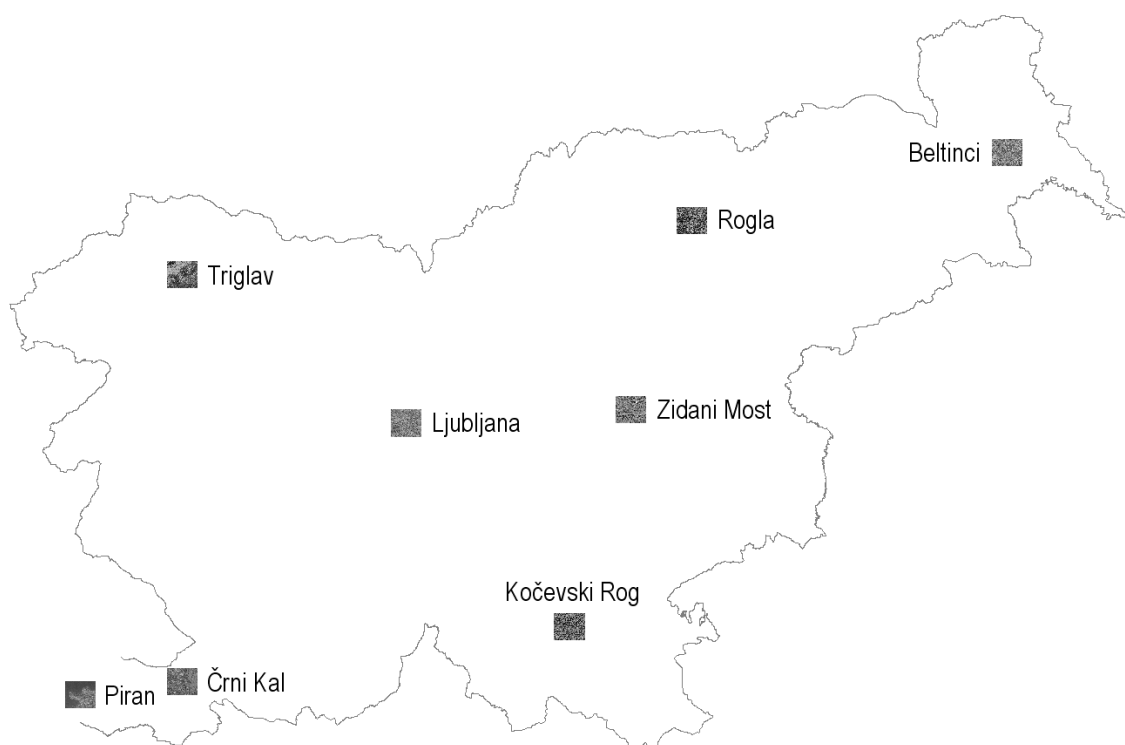 Beltinci
Rogla
Triglav
Zidani Most
Ljubljana
Kočevski Rog
Črni Kal
Piran